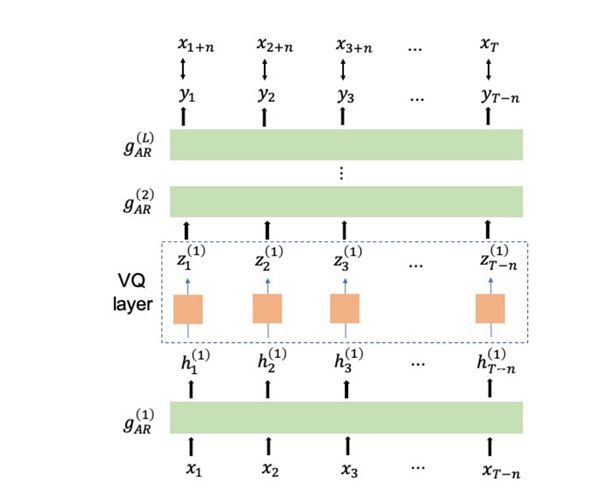 x_{1+n} x_{2+n} x_{3+n} ... x_T
y_1 y_2 y_3 ... y_{T-n}
g_{AR}^{(L)}
⋮
g_{AR}^{(2)}
z_1^{(1)} z_2^{(1)} z_3^{(1)} ... z_{T-n}^{(1)}
VQ
layer
h_1^{(1)} h_2^{(1)} h_3^{(1)} ... h_{T-n}^{(1)}
g_{AR}^{(1)}
x_1 x_2 x_3 ... x_{T-n}